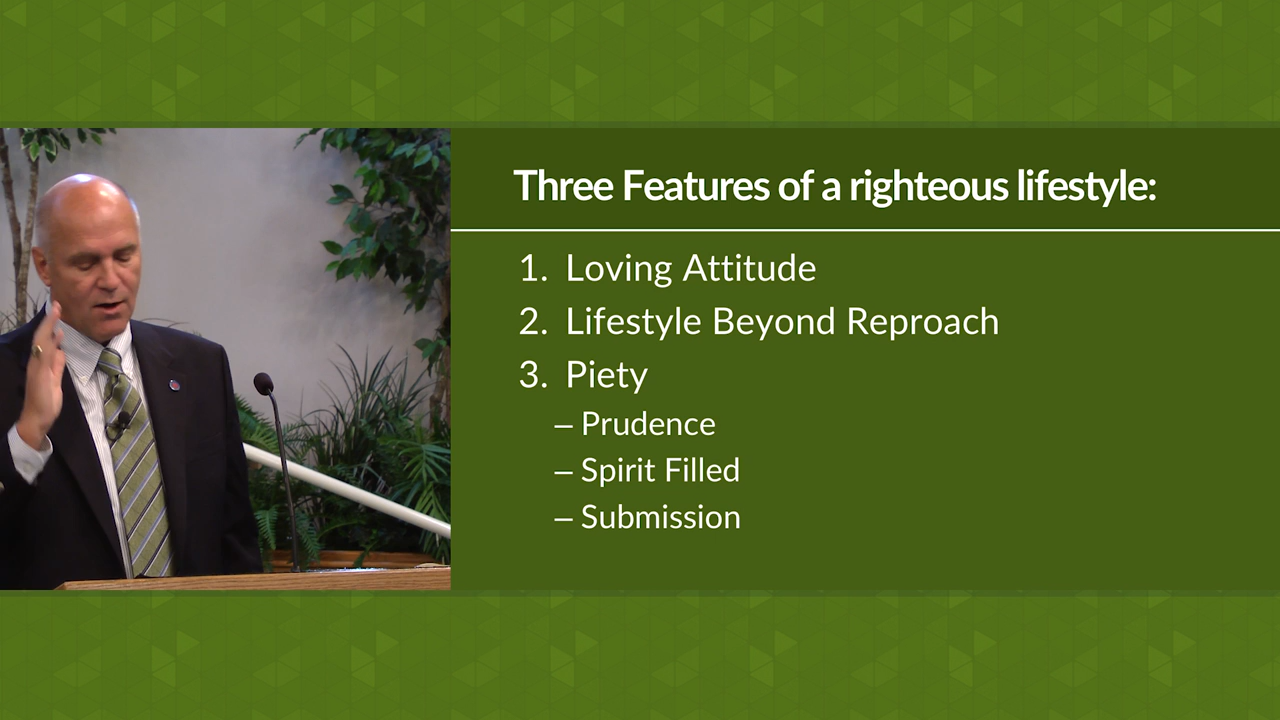 Three Features of a righteous lifestyle:
1. Loving Attitude
2. Lifestyle Beyond Reproach
3. Piety
– Prudence
– Spirit Filled
– Submission